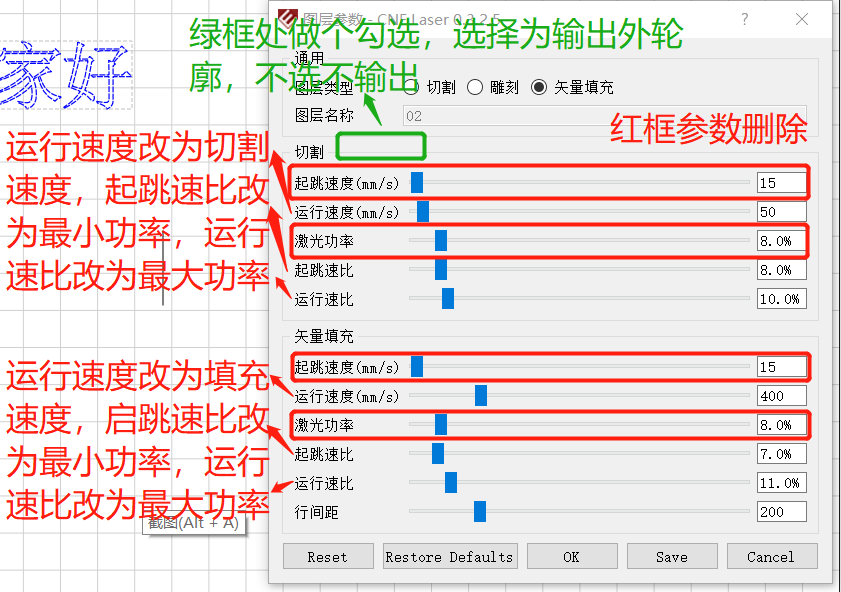 图层参数 - CNE Laser 0.2.2.5
绿框处做个勾选，选择为输出外轮
廓，不选不输出
通用
图层类型
切割
雕刻
矢量填充
图层名称
02
红框参数删除
家好
运行速度改为切割
速度，起跳速比改
为最小功率，运行
速比改为最大功率
切割
起跳速度(mm/s)
15
运行速度(mm/s)
50
激光功率
8.0%
起跳速比
8.0%
运行速比
10.0%
矢量填充
起跳速度(mm/s)
15
运行速度(mm/s)
400
激光功率
8.0%
起跳速比
7.0%
运行速比
11.0%
行间距
200
运行速度改为填充
速度，启跳速比改
为最小功率，运行
速比改为最大功率
截图(Alt + A)
Reset
Restore Defaults
OK
Save
Cancel